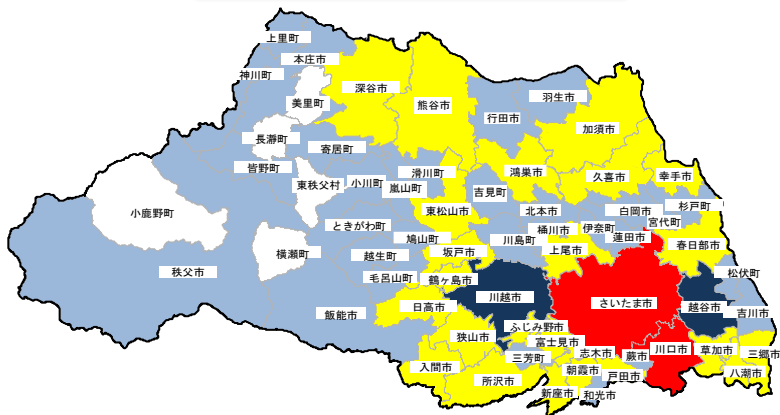 上里町
本庄市
神川町
美里町
深谷市
熊谷市
行田市
羽生市
加須市
長瀞町
寄居町
皆野町
東秩父村
小川町
嵐山町
滑川町
吉見町
鴻巣市
久喜市
幸手市
小鹿野町
東松山市
北本市
白岡市
杉戸町
宮代町
ときがわ町
鳩山町
川島町
桶川市
伊奈町
蓮田市
春日部市
横瀬町
越生町
坂戸市
上尾市
秩父市
毛呂山町
鶴ヶ島市
松伏町
川越市
さいたま市
越谷市
吉川市
飯能市
日高市
ふじみ野市
狭山市
富士見市
三芳町
志木市
蕨市
川口市
草加市
三郷市
入間市
所沢市
朝霞市
戸田市
八潮市
新座市
和光市